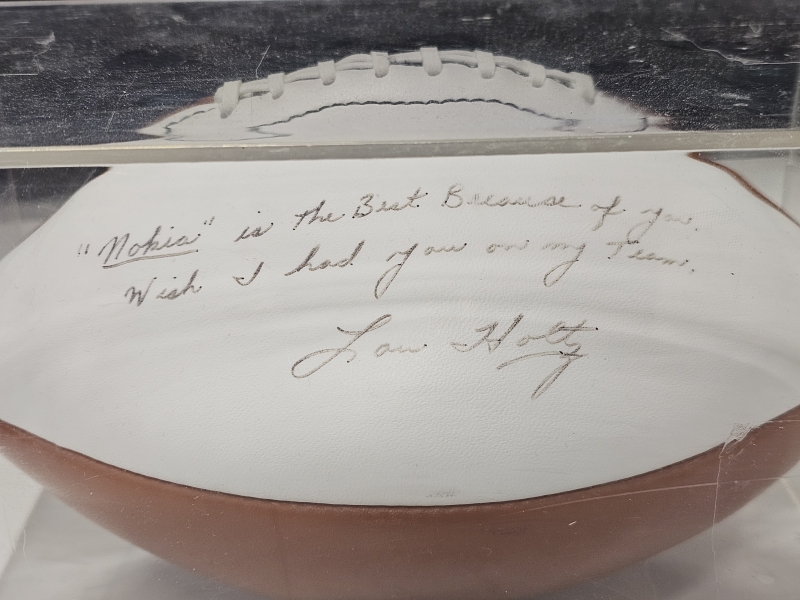 "Nokia" is the Best Because of you.
Wish I had you on my Team.
Lou Holtz